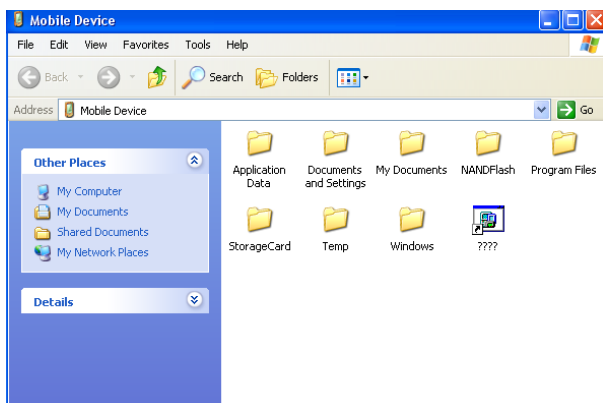 Mobile Device
File Edit View Favorites Tools Help
Back Search Folders
Address Mobile Device Go
Other Places
My Computer
My Documents
Shared Documents
My Network Places
Details
Application Data
Documents and Settings
My Documents
NANDFlash
Program Files
StorageCard
Temp
Windows
????